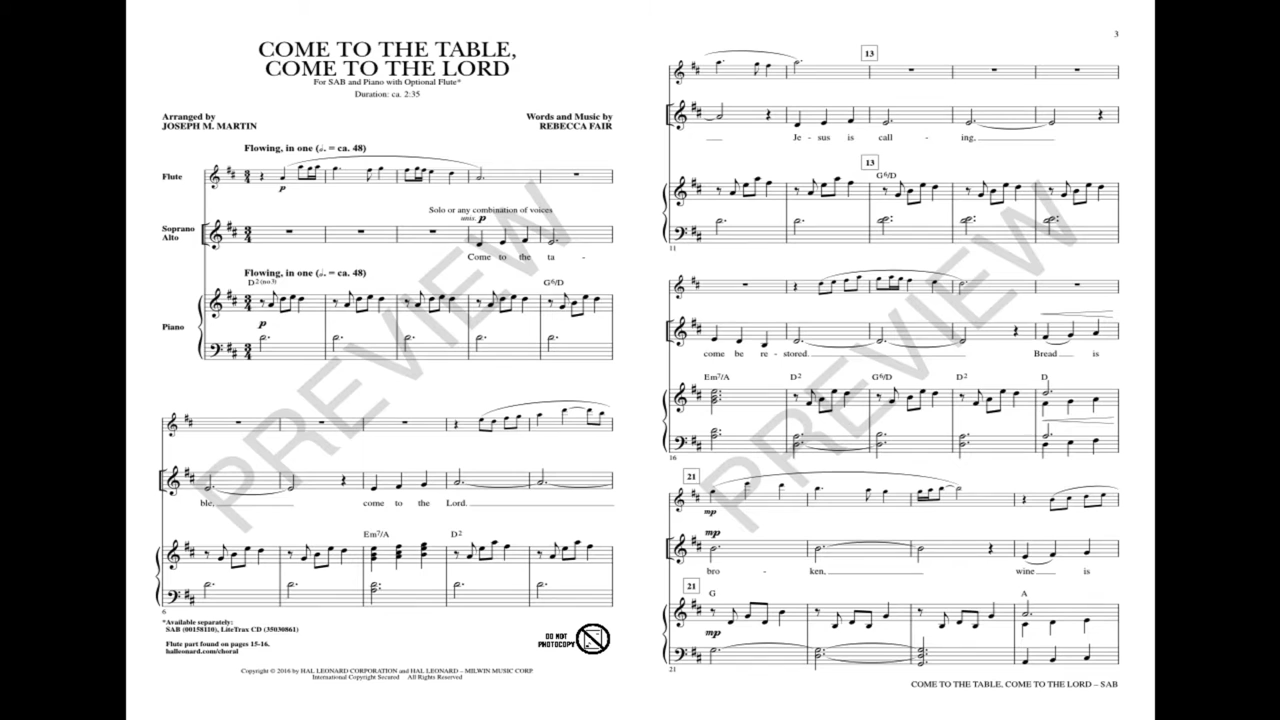 COME TO THE TABLE,
COME TO THE LORD
For SAB and Piano with Optional Flute*
Duration: ca. 2:35
Arranged by
JOSEPH M. MARTIN
Words and Music by
REBECCA FAIR
Flowing, in one (𝅗𝅥. = ca. 48)
Flute
p
Solo or any combination of voices
unis. p
Soprano
Alto
Come to the ta -
Flowing, in one (𝅗𝅥. = ca. 48)
D2(no3) G6/D
Piano
p
ble, come to the Lord.
Em7/A D2
6
*Available separately:
SAB (00158110), LiteTrax CD (35030861)
Flute part found on pages 15-16.
halleonard.com/choral
DO NOT
PHOTOCOPY
Copyright © 2016 by HAL LEONARD CORPORATION and HAL LEONARD – MILWIN MUSIC CORP
International Copyright Secured All Rights Reserved
PREVIEW
3
13
Je - sus is call - ing,
13
G6/D
11
come be re - stored. Bread is
Em7/A D2 G6/D D2 D
16
21
mp
mp
bro - ken, wine is
21
G A
mp
21
COME TO THE TABLE, COME TO THE LORD – SAB
PREVIEW